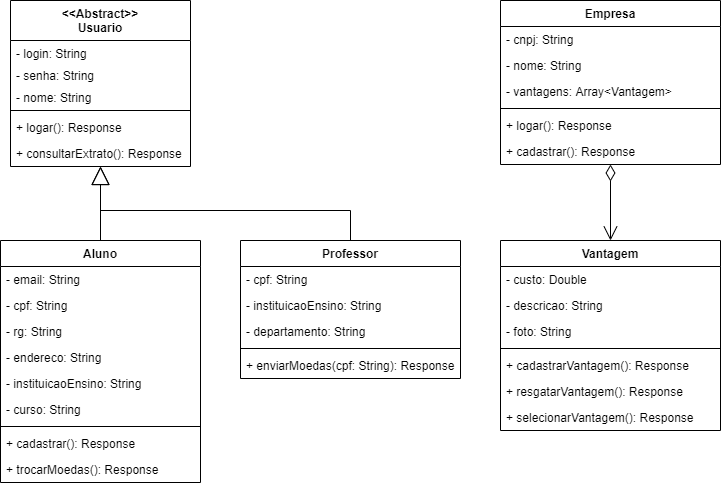 <<Abstract>>
Usuario
- login: String
- senha: String
- nome: String
+ logar(): Response
+ consultarExtrato(): Response
Empresa
- cnpj: String
- nome: String
- vantagens: Array<Vantagem>
+ logar(): Response
+ cadastrar(): Response
Aluno
- email: String
- cpf: String
- rg: String
- endereco: String
- instituicaoEnsino: String
- curso: String
+ cadastrar(): Response
+ trocarMoedas(): Response
Professor
- cpf: String
- instituicaoEnsino: String
- departamento: String
+ enviarMoedas(cpf: String): Response
Vantagem
- custo: Double
- descricao: String
- foto: String
+ cadastrarVantagem(): Response
+ resgatarVantagem(): Response
+ selecionarVantagem(): Response